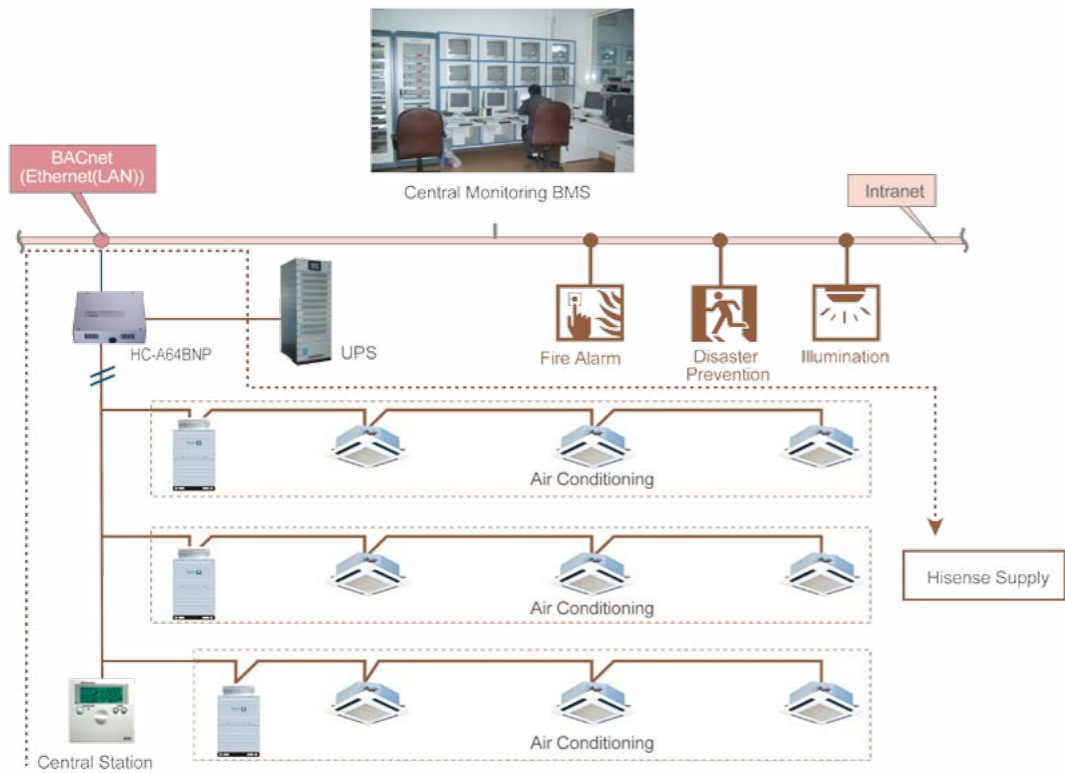 BACnet
(Ethernet(LAN))
Central Monitoring BMS
Intranet
HC-A64BNP
UPS
Fire Alarm
Disaster
Prevention
Illumination
Air Conditioning
Air Conditioning
Hisense Supply
Air Conditioning
Central Station